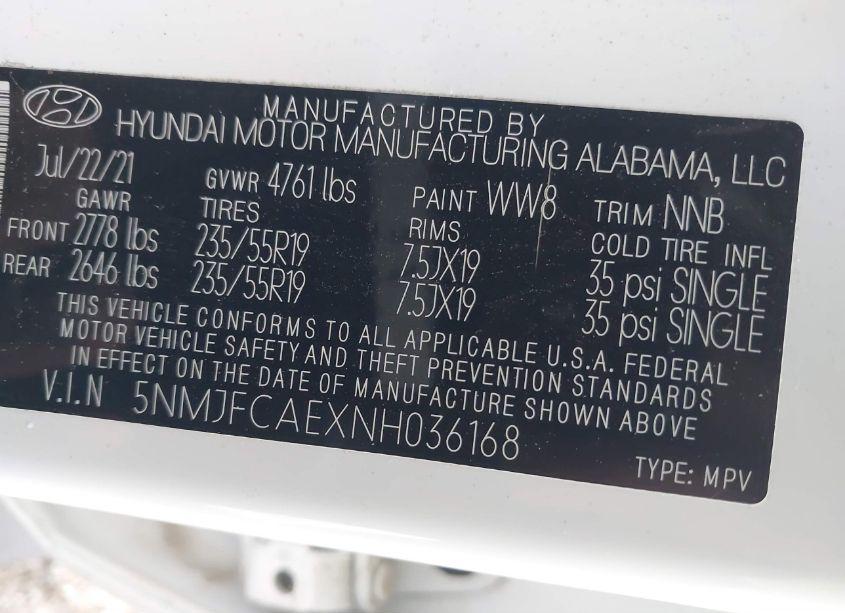 MANUFACTURED BY
HYUNDAI MOTOR MANUFACTURING ALABAMA, LLC
Jul/22/21 GVWR 4761 lbs PAINT WW8 TRIM NNB
GAWR TIRES RIMS COLD TIRE INFL
FRONT 2778 lbs 235/55R19 7.5JX19 35 psi SINGLE
REAR 2646 lbs 235/55R19 7.5JX19 35 psi SINGLE
THIS VEHICLE CONFORMS TO ALL APPLICABLE U.S.A. FEDERAL
MOTOR VEHICLE SAFETY AND THEFT PREVENTION STANDARDS
IN EFFECT ON THE DATE OF MANUFACTURE SHOWN ABOVE
V.I.N 5NMJFCAEXNH036168
TYPE: MPV